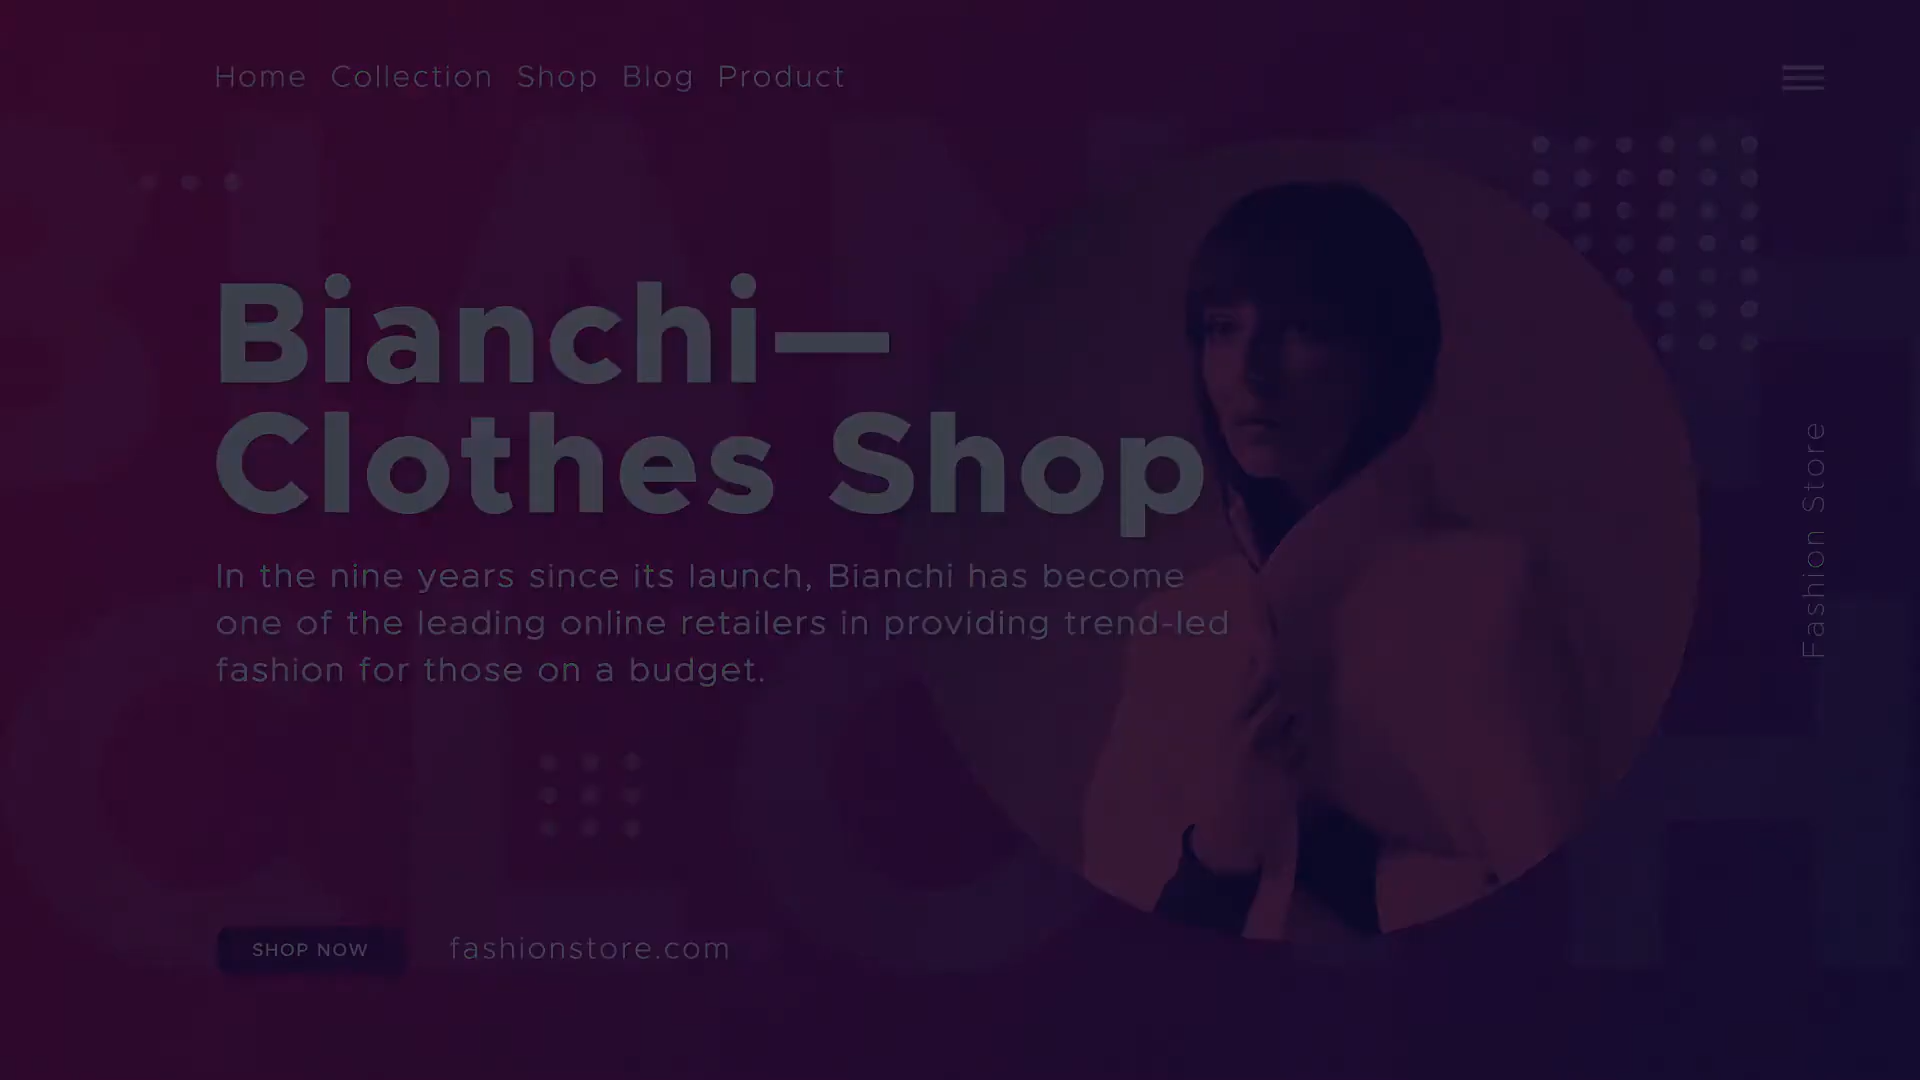 Home Collection Shop Blog Product
Bianchi—
Clothes Shop
In the nine years since its launch, Bianchi has become
one of the leading online retailers in providing trend-led
fashion for those on a budget.
Fashion Store
SHOP NOW
fashionstore.com